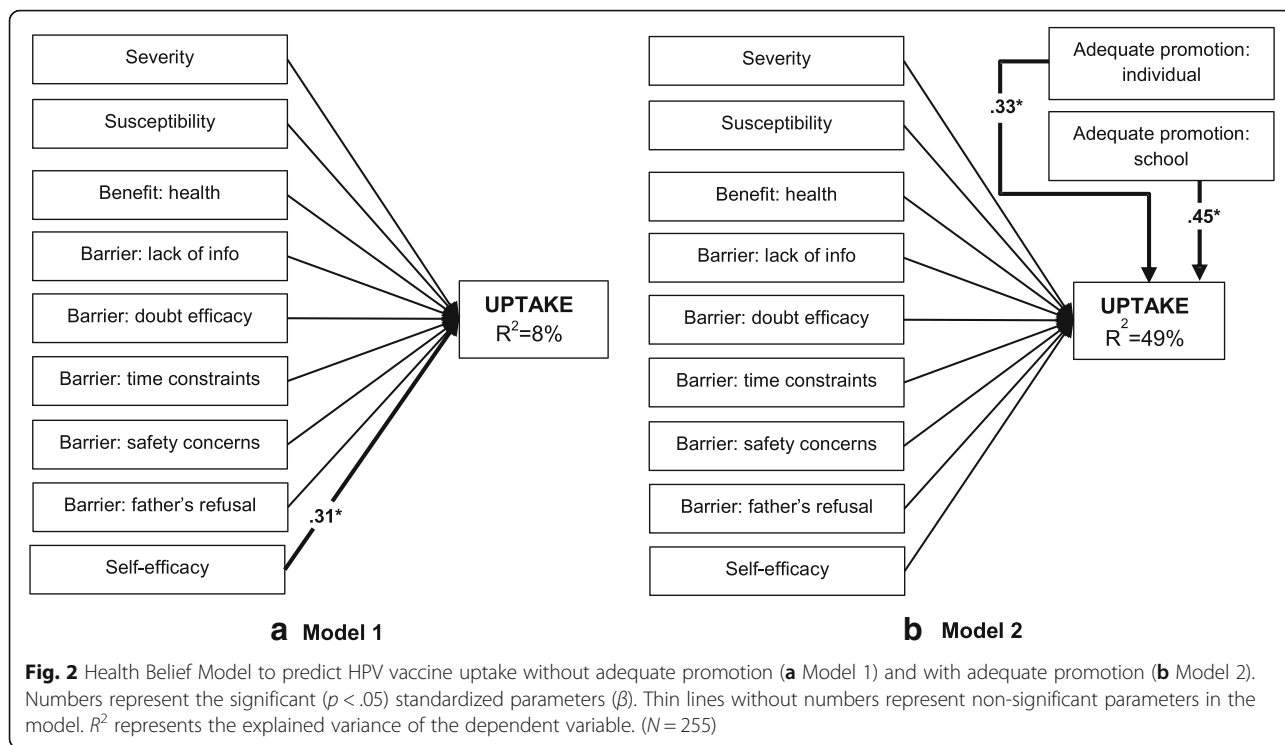 Severity
Susceptibility
Benefit: health
Barrier: lack of info
Barrier: doubt efficacy
Barrier: time constraints
Barrier: safety concerns
Barrier: father's refusal
Self-efficacy
.31*
UPTAKE
R²=8%
a Model 1
Severity
Susceptibility
Benefit: health
Barrier: lack of info
Barrier: doubt efficacy
Barrier: time constraints
Barrier: safety concerns
Barrier: father's refusal
Self-efficacy
Adequate promotion:
individual
.33*
Adequate promotion:
school
.45*
UPTAKE
R²=49%
b Model 2
Fig. 2 Health Belief Model to predict HPV vaccine uptake without adequate promotion (a Model 1) and with adequate promotion (b Model 2).
Numbers represent the significant (p < .05) standardized parameters (β). Thin lines without numbers represent non-significant parameters in the
model. R² represents the explained variance of the dependent variable. (N = 255)